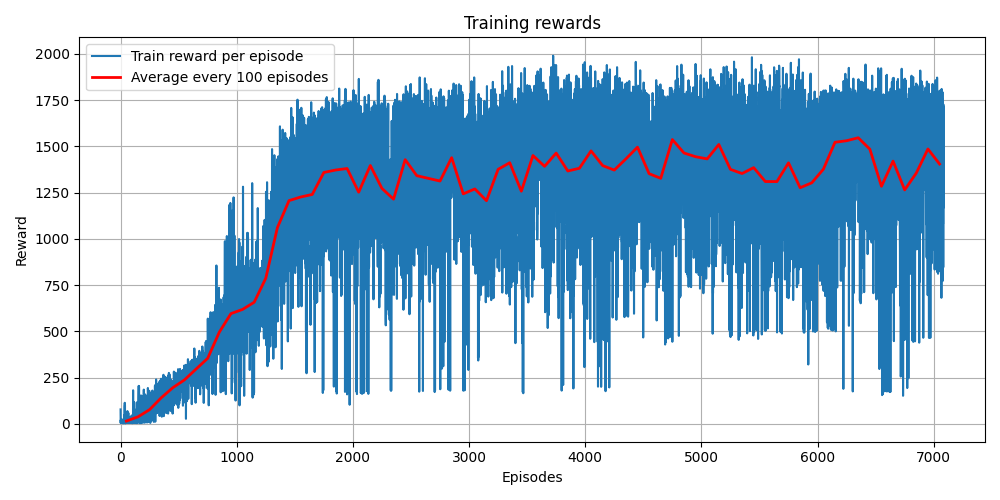 Training rewards
Train reward per episode
Average every 100 episodes
2000
1750
1500
1250
1000
750
500
250
0
Reward
0 1000 2000 3000 4000 5000 6000 7000
Episodes